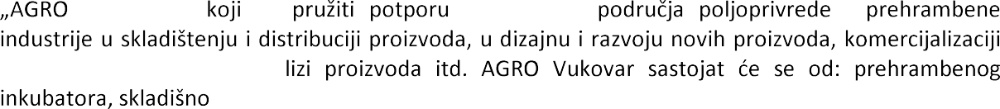 „AGRO koji pružiti potporu područja poljoprivrede prehrambene
industrije u skladištenju i distribuciji proizvoda, u dizajnu i razvoju novih proizvoda, komercijalizaciji
lizi proizvoda itd. AGRO Vukovar sastojat će se od: prehrambenog
inkubatora, skladišno